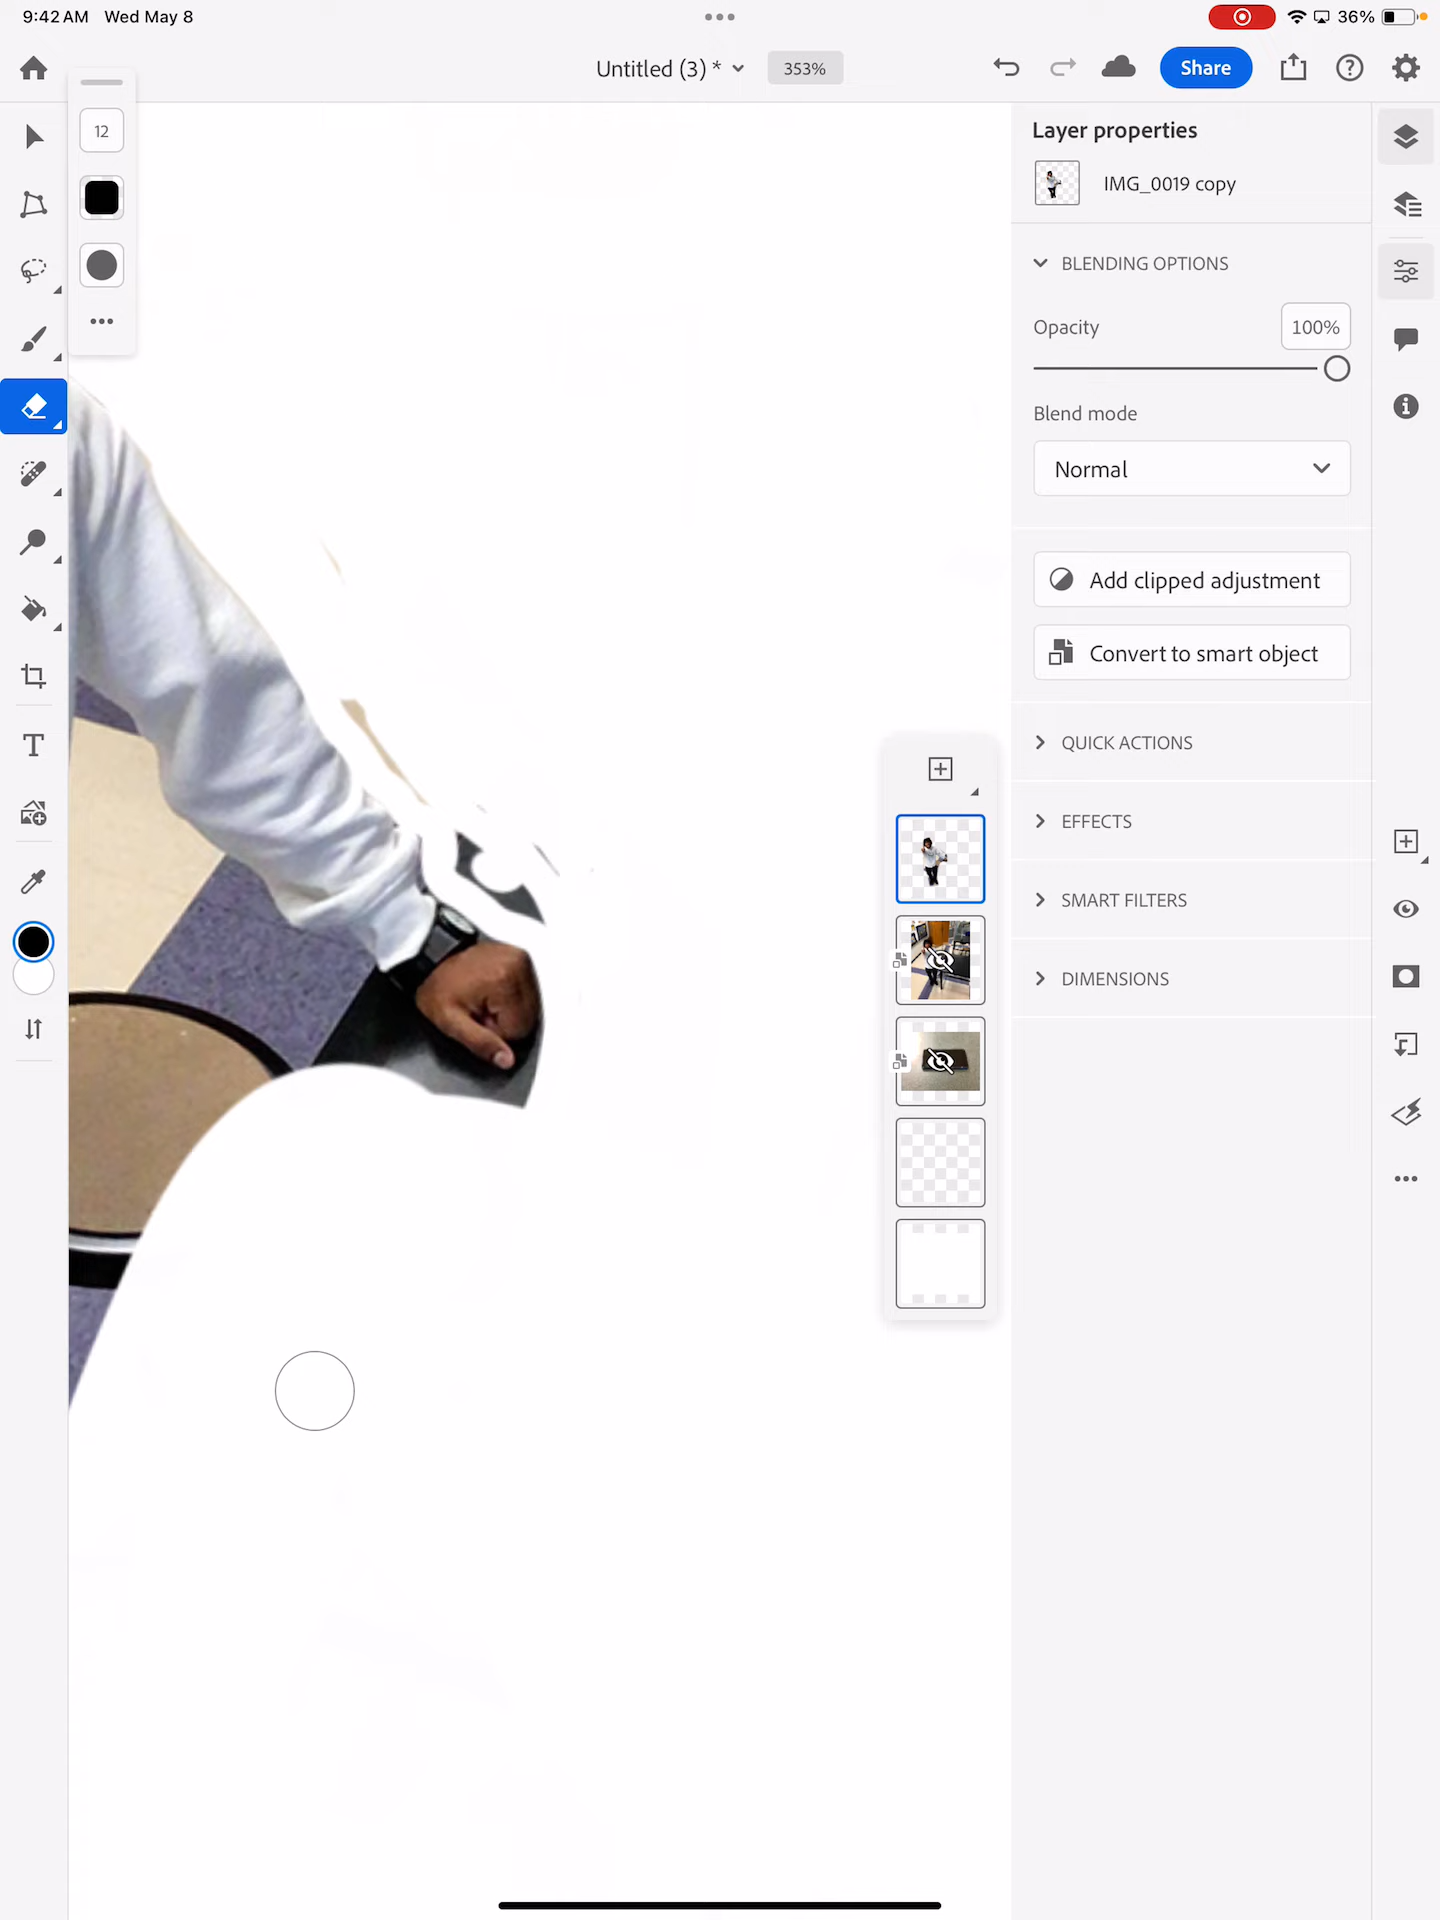 9:42 AM Wed May 8
36%
Untitled (3) *
353%
Share
12
Layer properties
IMG_0019 copy
BLENDING OPTIONS
Opacity
100%
Blend mode
Normal
Add clipped adjustment
Convert to smart object
QUICK ACTIONS
EFFECTS
SMART FILTERS
DIMENSIONS